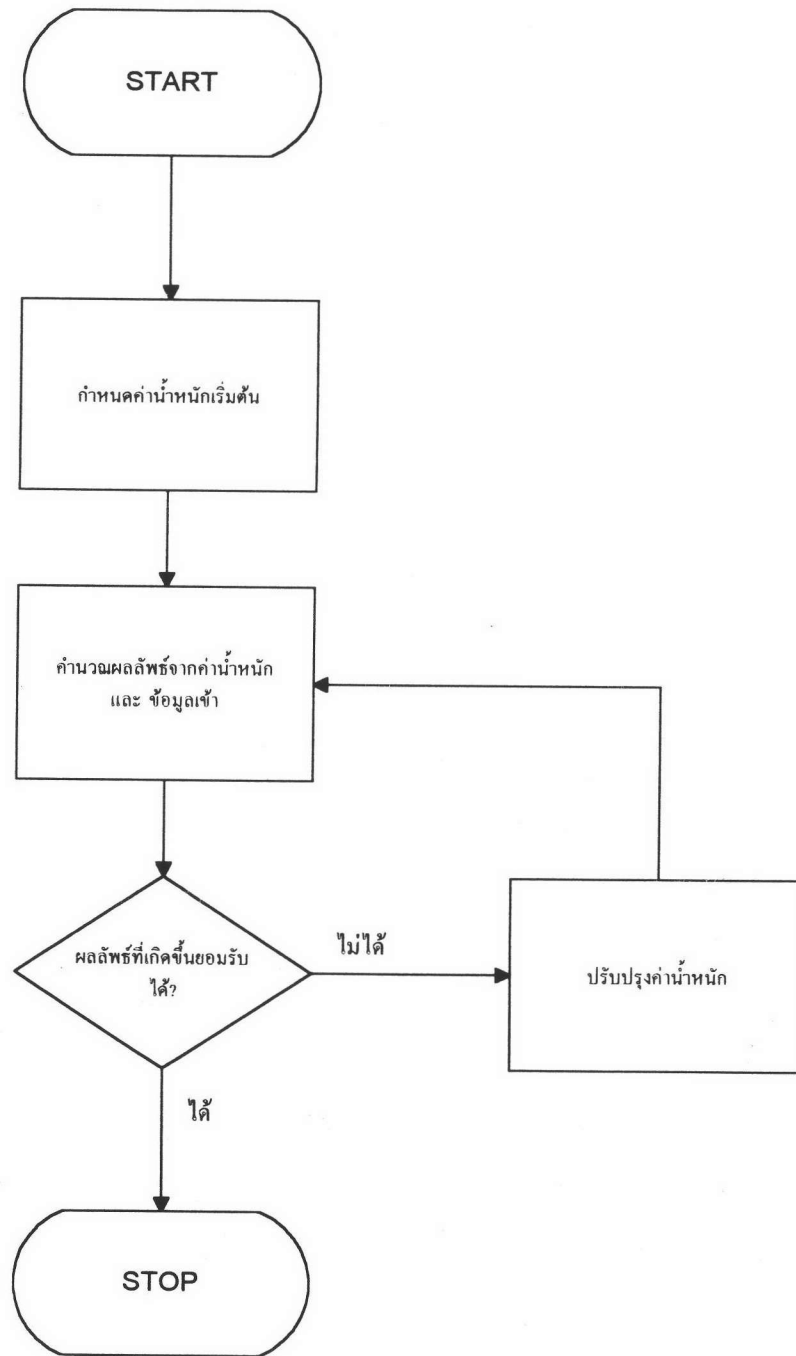 START
กำหนดค่าน้ำหนักเริ่มต้น
คำนวณผลลัพธ์จากค่าน้ำหนัก
และ ข้อมูลเข้า
ผลลัพธ์ที่เกิดขึ้นยอมรับ
ได้?
ไม่ได้
ปรับปรุงค่าน้ำหนัก
ได้
STOP